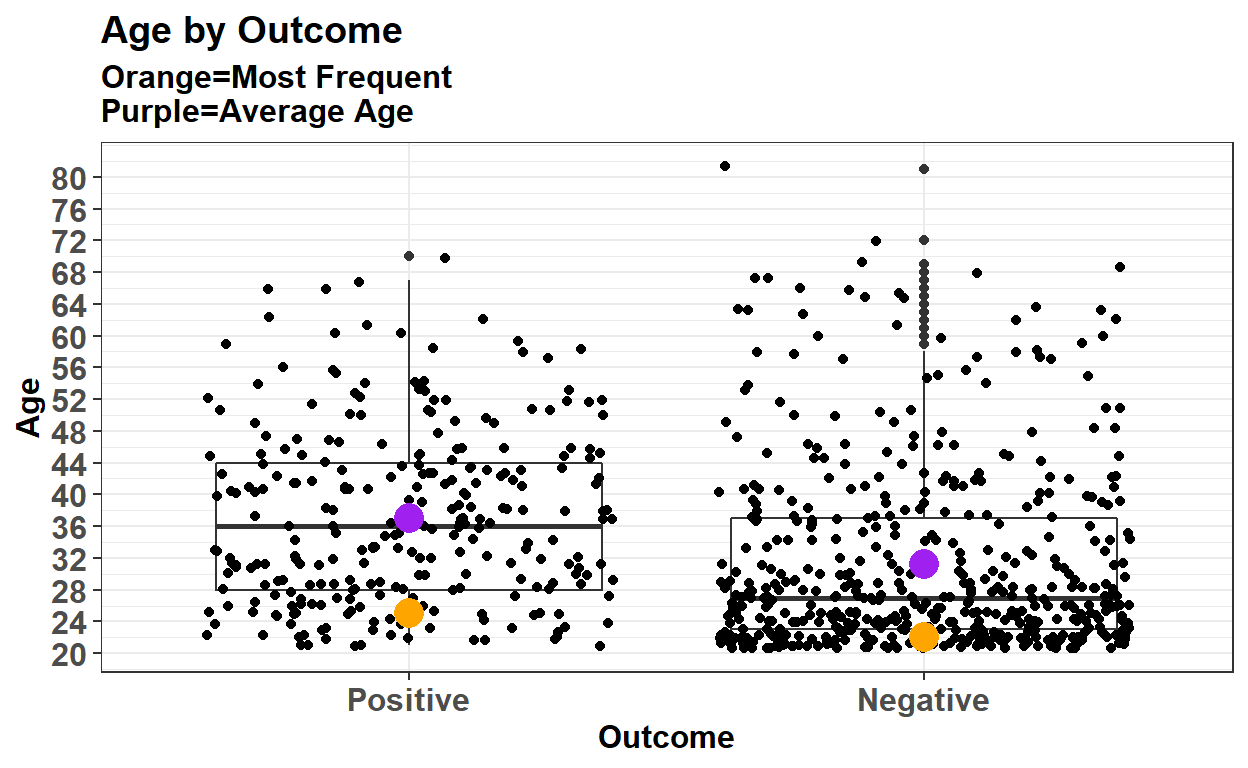 Age by Outcome
Orange=Most Frequent
Purple=Average Age
80
76
72
68
64
60
56
52
48
44
40
36
32
28
24
20
Age
Positive
Negative
Outcome